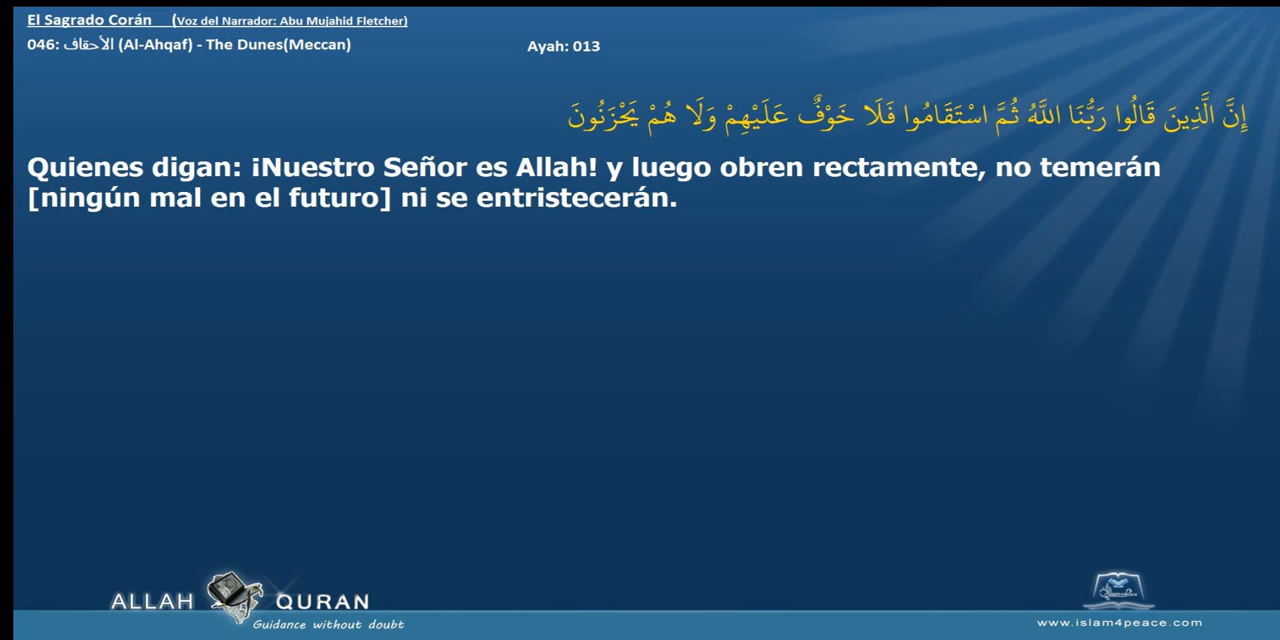 El Sagrado Corán (Voz del Narrador: Abu Mujahid Fletcher)
046: الأحقاف (Al-Ahqaf) - The Dunes(Meccan) Ayah: 013
إِنَّ الَّذِينَ قَالُوا رَبُّنَا اللَّهُ ثُمَّ اسْتَقَامُوا فَلَا خَوْفٌ عَلَيْهِمْ وَلَا هُمْ يَحْزَنُونَ
Quienes digan: ¡Nuestro Señor es Allah! y luego obren rectamente, no temerán
[ningún mal en el futuro] ni se entristecerán.
ALLAH QURAN
Guidance without doubt
www.islam4peace.com